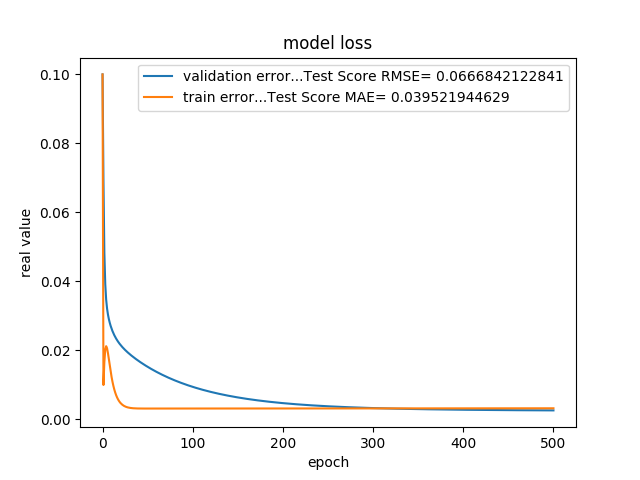 model loss
validation error...Test Score RMSE= 0.0666842122841
train error...Test Score MAE= 0.039521944629
0.10
0.08
0.06
0.04
0.02
0.00
real value
0 100 200 300 400 500
epoch